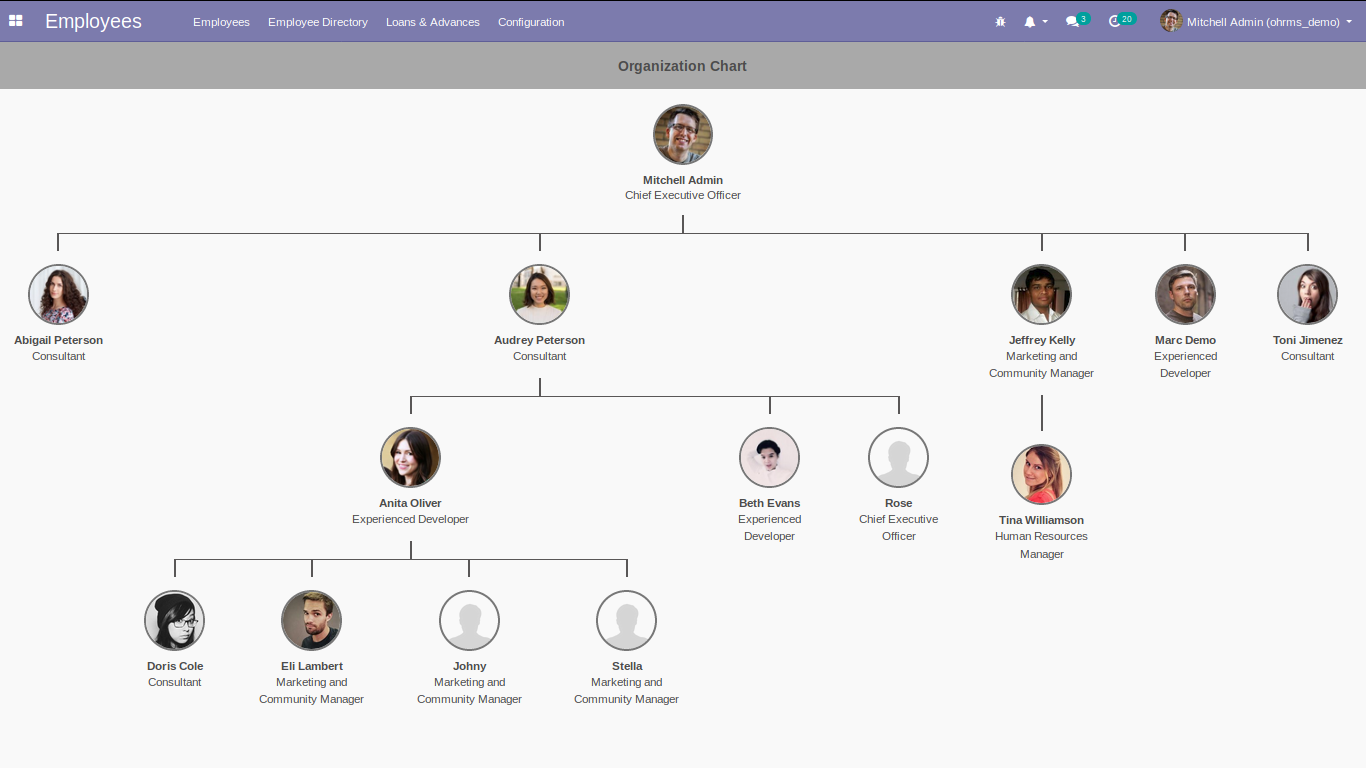 Employees Employees Employee Directory Loans & Advances Configuration 3 20 Mitchell Admin (ohrms_demo)
Organization Chart
Mitchell Admin
Chief Executive Officer
Abigail Peterson
Consultant
Audrey Peterson
Consultant
Jeffrey Kelly
Marketing and
Community Manager
Marc Demo
Experienced
Developer
Toni Jimenez
Consultant
Anita Oliver
Experienced Developer
Beth Evans
Experienced
Developer
Rose
Chief Executive
Officer
Tina Williamson
Human Resources
Manager
Doris Cole
Consultant
Eli Lambert
Marketing and
Community Manager
Johny
Marketing and
Community Manager
Stella
Marketing and
Community Manager